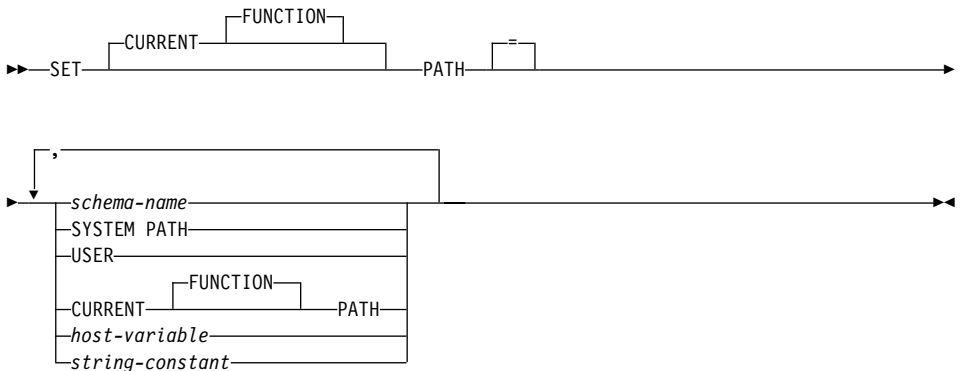 FUNCTION
CURRENT =
SET PATH
,
schema-name
SYSTEM PATH
USER
FUNCTION
CURRENT PATH
host-variable
string-constant